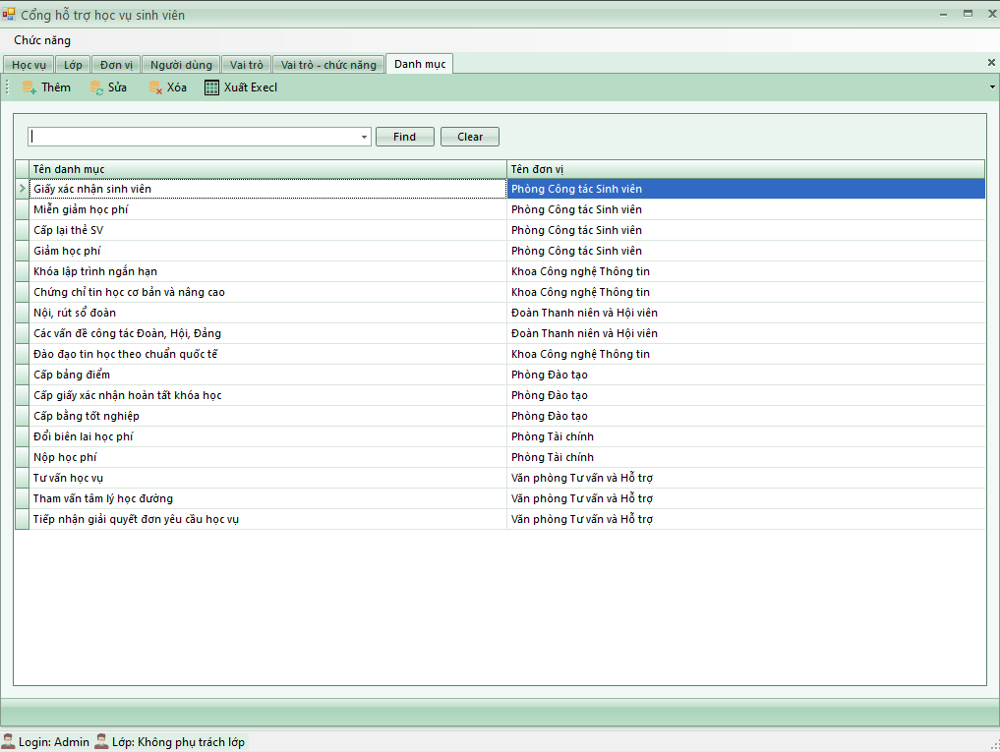 Cổng hỗ trợ học vụ sinh viên
Chức năng
Học vụ Lớp Đơn vị Người dùng Vai trò Vai trò - chức năng Danh mục
Thêm Sửa Xóa Xuất Execl
Find Clear
Tên danh mục Tên đơn vị
Giấy xác nhận sinh viên Phòng Công tác Sinh viên
Miễn giảm học phí Phòng Công tác Sinh viên
Cấp lại thẻ SV Phòng Công tác Sinh viên
Giảm học phí Phòng Công tác Sinh viên
Khóa lập trình ngắn hạn Khoa Công nghệ Thông tin
Chứng chỉ tin học cơ bản và nâng cao Khoa Công nghệ Thông tin
Nội, rút sổ đoàn Đoàn Thanh niên và Hội viên
Các vấn đề công tác Đoàn, Hội, Đảng Đoàn Thanh niên và Hội viên
Đào đạo tin học theo chuẩn quốc tế Khoa Công nghệ Thông tin
Cấp bảng điểm Phòng Đào tạo
Cấp giấy xác nhận hoàn tất khóa học Phòng Đào tạo
Cấp bằng tốt nghiệp Phòng Đào tạo
Đổi biên lai học phí Phòng Tài chính
Nộp học phí Phòng Tài chính
Tư vấn học vụ Văn phòng Tư vấn và Hỗ trợ
Tham vấn tâm lý học đường Văn phòng Tư vấn và Hỗ trợ
Tiếp nhận giải quyết đơn yêu cầu học vụ Văn phòng Tư vấn và Hỗ trợ
Login: Admin Lớp: Không phụ trách lớp